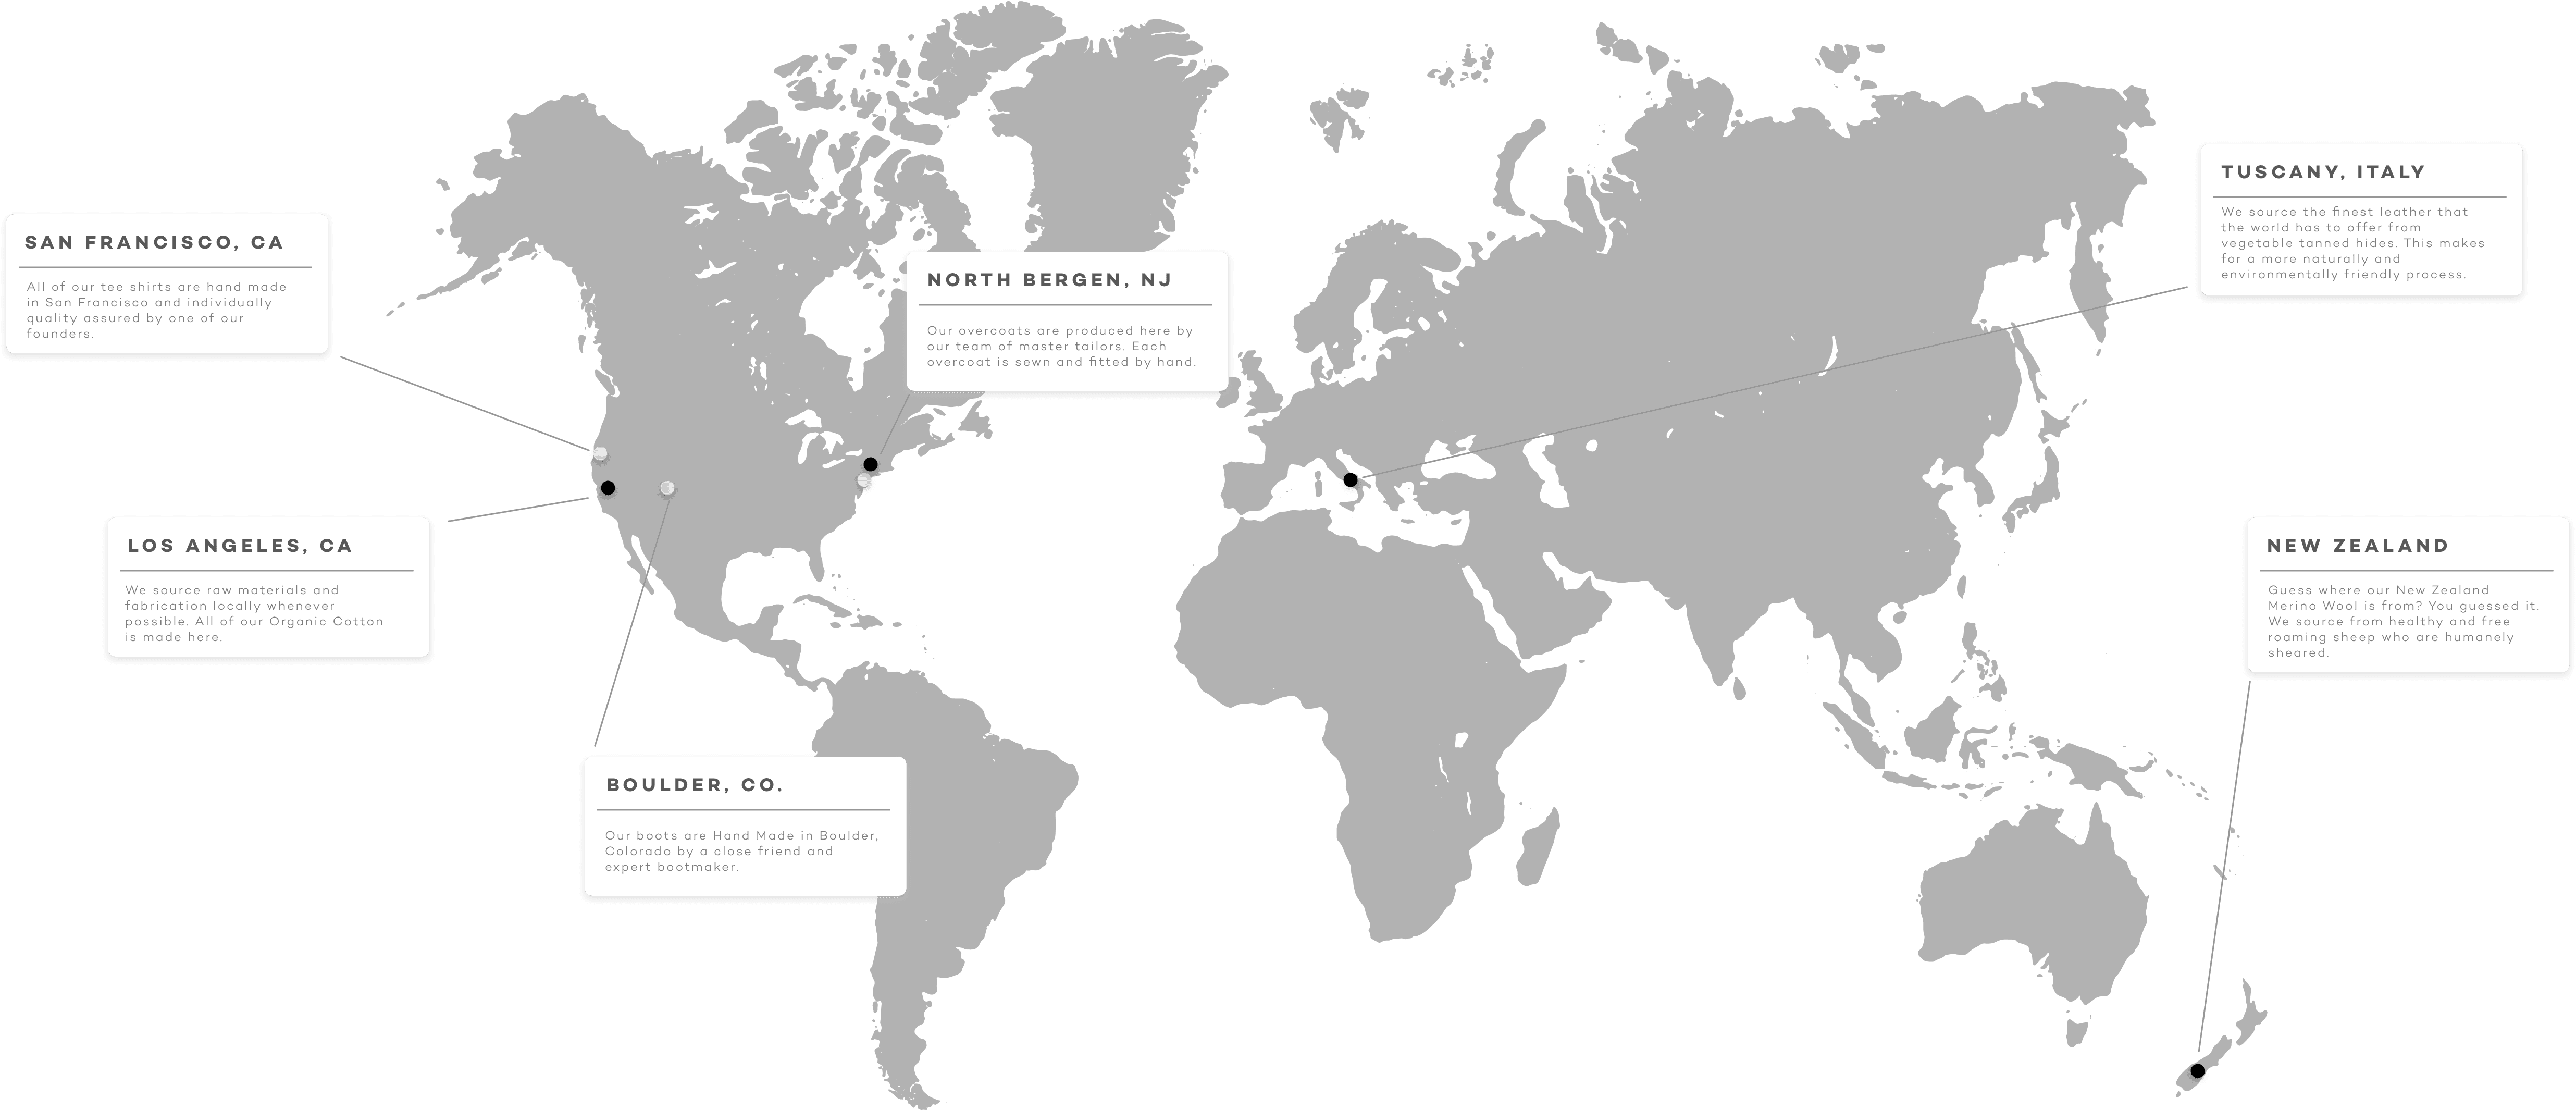 SAN FRANCISCO, CA
All of our tee shirts are hand made
in San Francisco and individually
quality assured by one of our
founders.
NORTH BERGEN, NJ
Our overcoats are produced here by
our team of master tailors. Each
overcoat is sewn and fitted by hand.
TUSCANY, ITALY
We source the finest leather that
the world has to offer from
vegetable tanned hides. This makes
for a more naturally and
environmentally friendly process.
LOS ANGELES, CA
We source raw materials and
fabrication locally whenever
possible. All of our Organic Cotton
is made here.
NEW ZEALAND
Guess where our New Zealand
Merino Wool is from? You guessed it.
We source from healthy and free
roaming sheep who are humanely
sheared.
BOULDER, CO.
Our boots are Hand Made in Boulder,
Colorado by a close friend and
expert bootmaker.